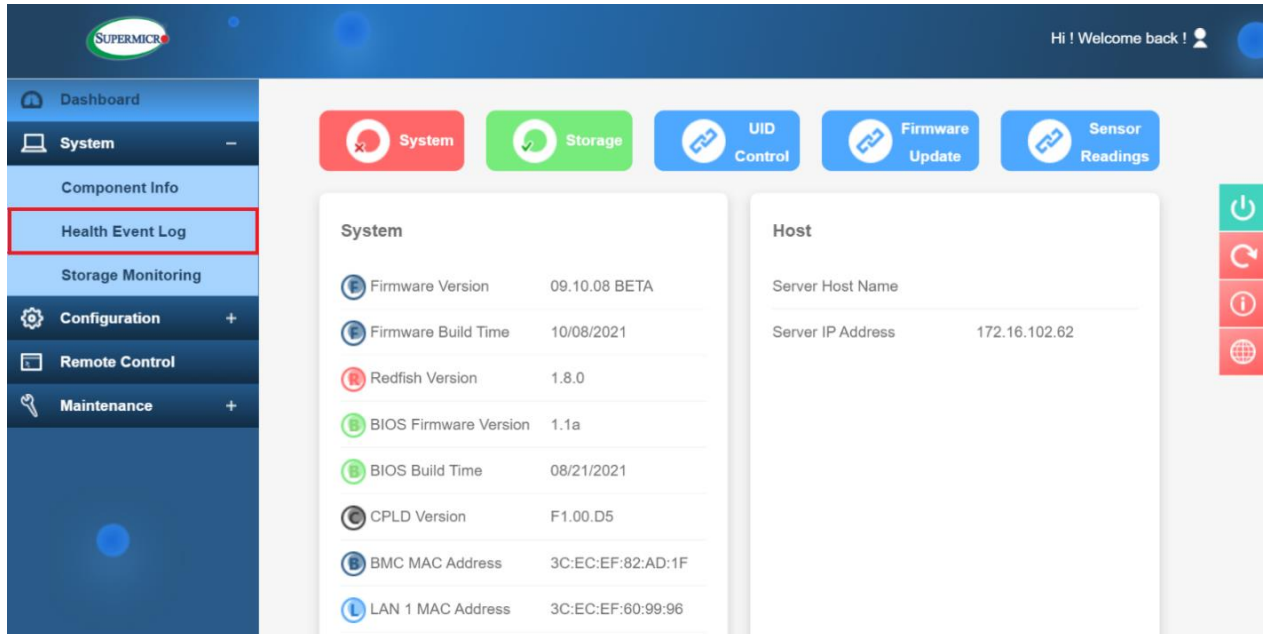 SUPERMICR
Hi ! Welcome back !
Dashboard
System –
Component Info
Health Event Log
Storage Monitoring
Configuration +
Remote Control
Maintenance +
System
Storage
UID
Control
Firmware
Update
Sensor
Readings
System
F Firmware Version 09.10.08 BETA
F Firmware Build Time 10/08/2021
R Redfish Version 1.8.0
B BIOS Firmware Version 1.1a
B BIOS Build Time 08/21/2021
C CPLD Version F1.00.D5
B BMC MAC Address 3C:EC:EF:82:AD:1F
L LAN 1 MAC Address 3C:EC:EF:60:99:96
Host
Server Host Name
Server IP Address 172.16.102.62